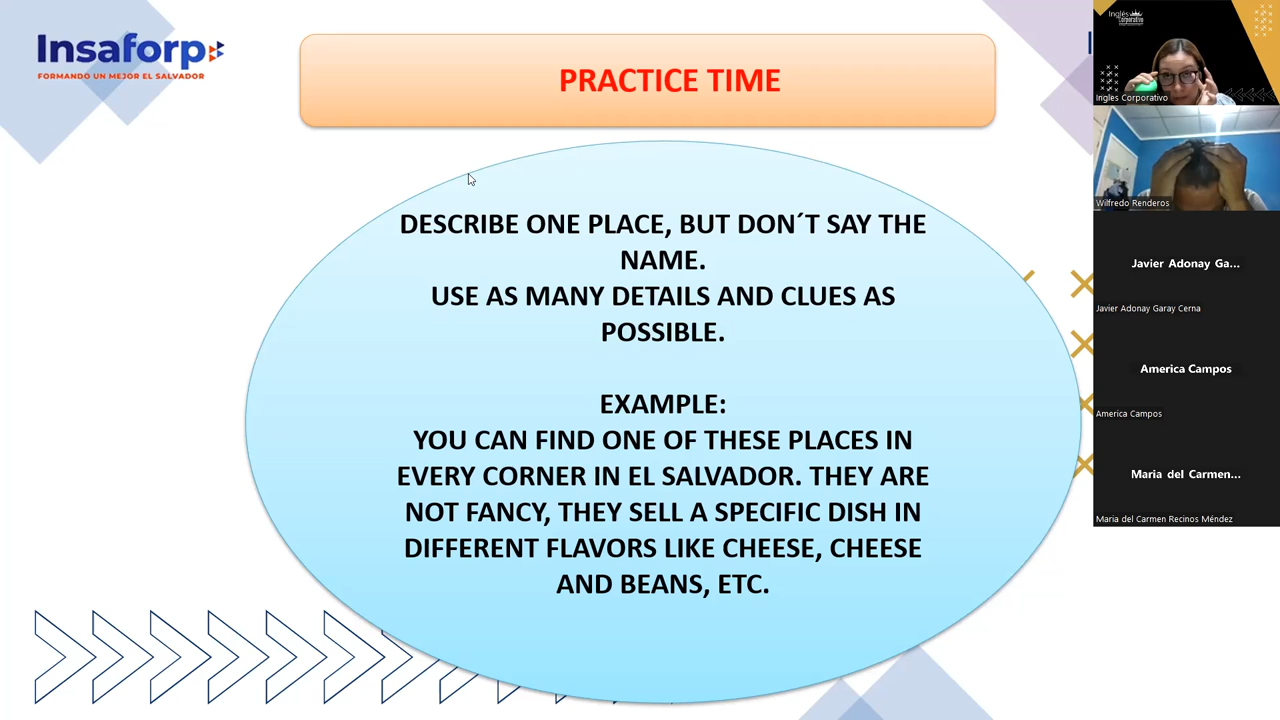 Insaforp
FORMANDO UN MEJOR EL SALVADOR
PRACTICE TIME
DESCRIBE ONE PLACE, BUT DON´T SAY THE
NAME.
USE AS MANY DETAILS AND CLUES AS
POSSIBLE.
EXAMPLE:
YOU CAN FIND ONE OF THESE PLACES IN
EVERY CORNER IN EL SALVADOR. THEY ARE
NOT FANCY, THEY SELL A SPECIFIC DISH IN
DIFFERENT FLAVORS LIKE CHEESE, CHEESE
AND BEANS, ETC.
Inglés
Corporativo
Ingles Corporativo
Wilfredo Renderos
Javier Adonay Ga...
Javier Adonay Garay Cerna
America Campos
America Campos
Maria del Carmen...
Maria del Carmen Recinos Méndez